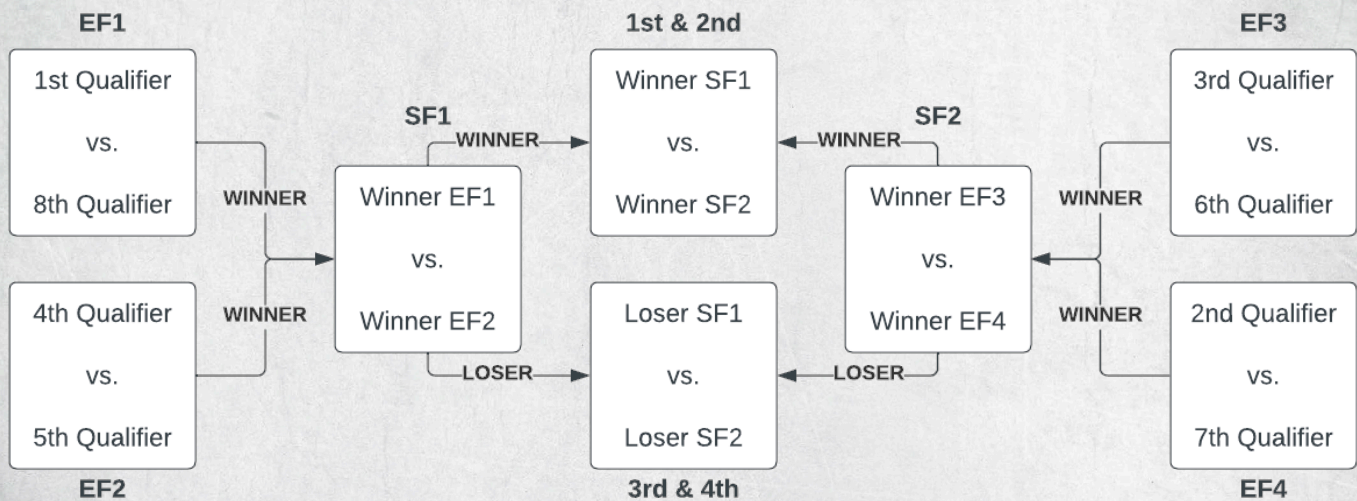 EF1
1st Qualifier
vs.
8th Qualifier
WINNER
4th Qualifier
vs.
5th Qualifier
EF2
WINNER
SF1
Winner EF1
vs.
Winner EF2
WINNER
LOSER
1st & 2nd
Winner SF1
vs.
Winner SF2
Loser SF1
vs.
Loser SF2
3rd & 4th
SF2
WINNER
Winner EF3
vs.
Winner EF4
LOSER
EF3
3rd Qualifier
vs.
6th Qualifier
WINNER
2nd Qualifier
vs.
7th Qualifier
EF4
WINNER